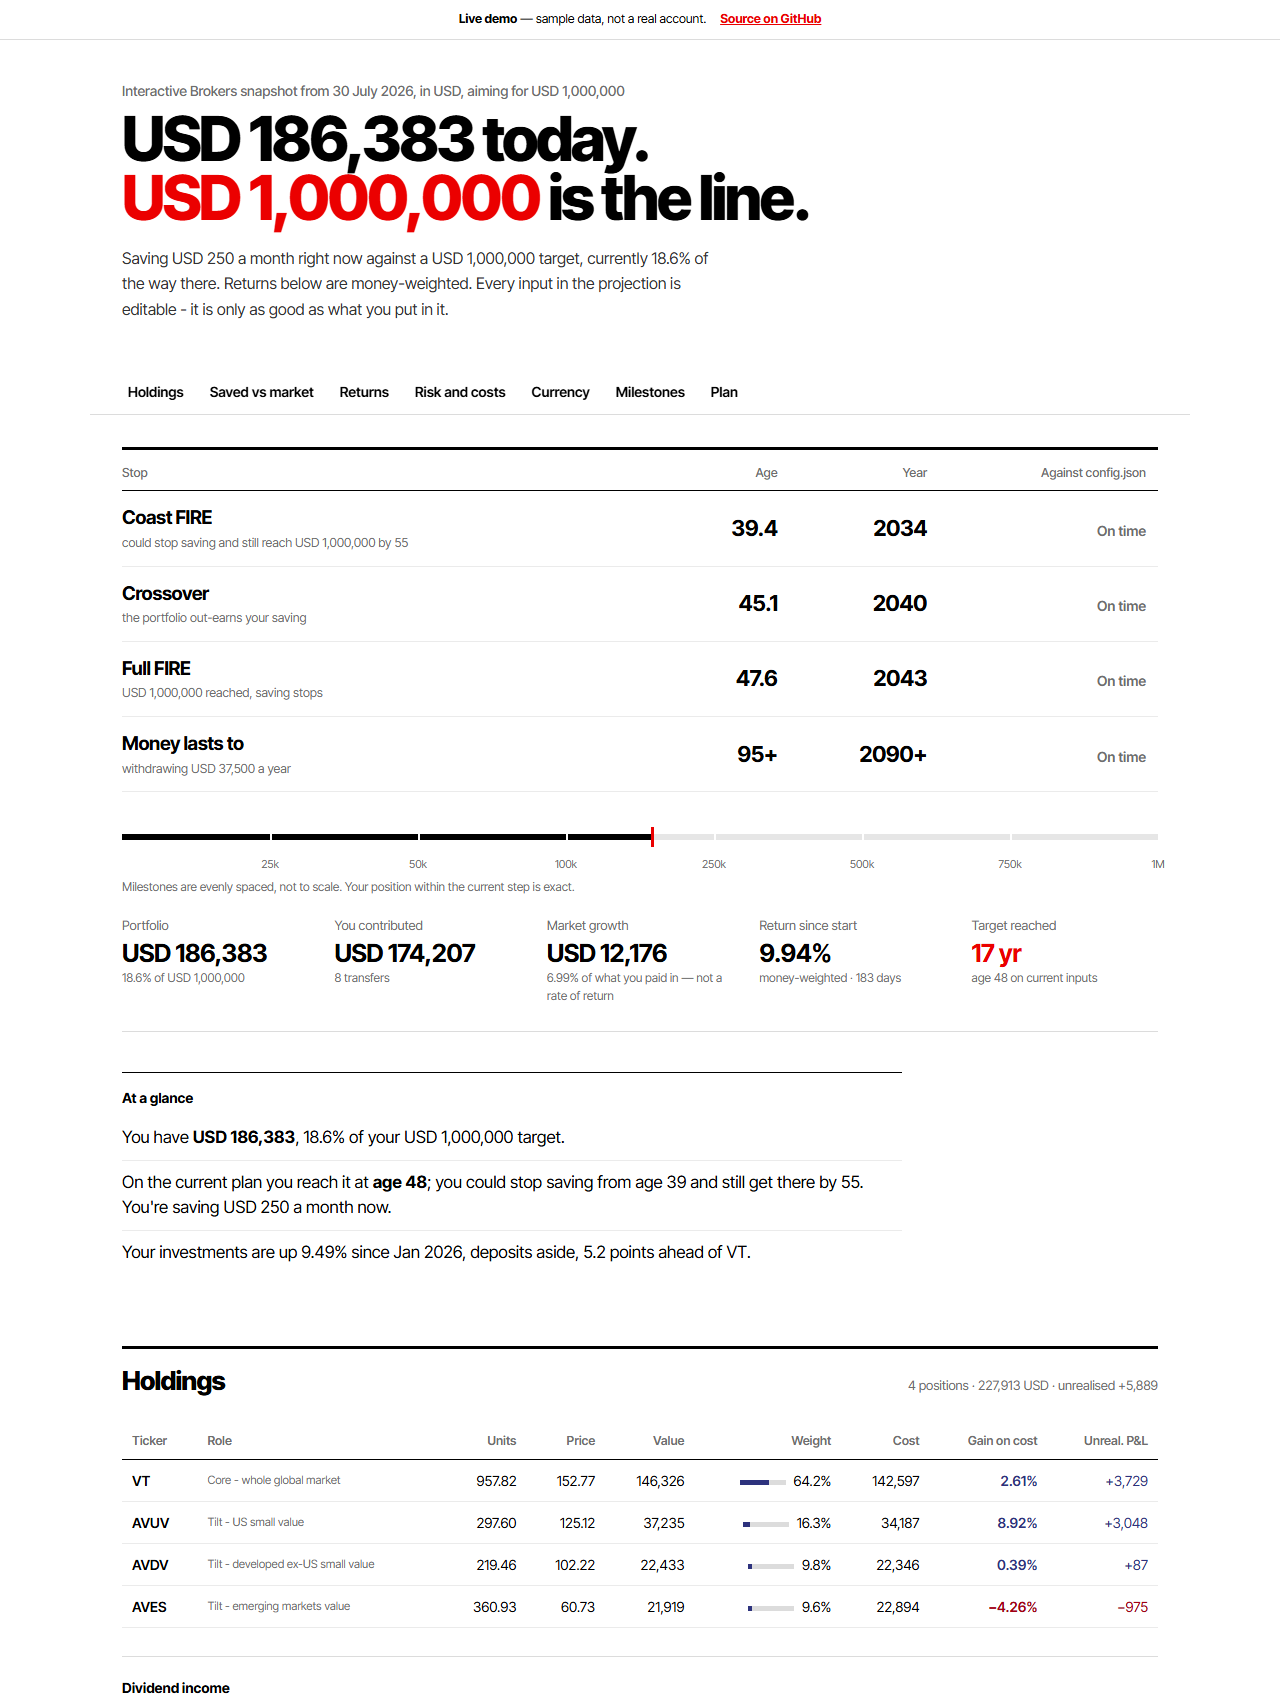 Live demo — sample data, not a real account. Source on GitHub
Interactive Brokers snapshot from 30 July 2026, in USD, aiming for USD 1,000,000
USD 186,383 today.
USD 1,000,000 is the line.
Saving USD 250 a month right now against a USD 1,000,000 target, currently 18.6% of
the way there. Returns below are money-weighted. Every input in the projection is
editable - it is only as good as what you put in it.
Holdings Saved vs market Returns Risk and costs Currency Milestones Plan
Stop Age Year Against config.json
Coast FIRE 39.4 2034 On time
could stop saving and still reach USD 1,000,000 by 55
Crossover 45.1 2040 On time
the portfolio out-earns your saving
Full FIRE 47.6 2043 On time
USD 1,000,000 reached, saving stops
Money lasts to 95+ 2090+ On time
withdrawing USD 37,500 a year
25k 50k 100k 250k 500k 750k 1M
Milestones are evenly spaced, not to scale. Your position within the current step is exact.
Portfolio You contributed Market growth Return since start Target reached
USD 186,383 USD 174,207 USD 12,176 9.94% 17 yr
18.6% of USD 1,000,000 8 transfers 6.99% of what you paid in — not a money-weighted · 183 days age 48 on current inputs
rate of return
At a glance
You have USD 186,383, 18.6% of your USD 1,000,000 target.
On the current plan you reach it at age 48; you could stop saving from age 39 and still get there by 55.
You're saving USD 250 a month now.
Your investments are up 9.49% since Jan 2026, deposits aside, 5.2 points ahead of VT.
Holdings 4 positions · 227,913 USD · unrealised +5,889
Ticker Role Units Price Value Weight Cost Gain on cost Unreal. P&L
VT Core - whole global market 957.82 152.77 146,326 64.2% 142,597 2.61% +3,729
AVUV Tilt - US small value 297.60 125.12 37,235 16.3% 34,187 8.92% +3,048
AVDV Tilt - developed ex-US small value 219.46 102.22 22,433 9.8% 22,346 0.39% +87
AVES Tilt - emerging markets value 360.93 60.73 21,919 9.6% 22,894 −4.26% −975
Dividend income